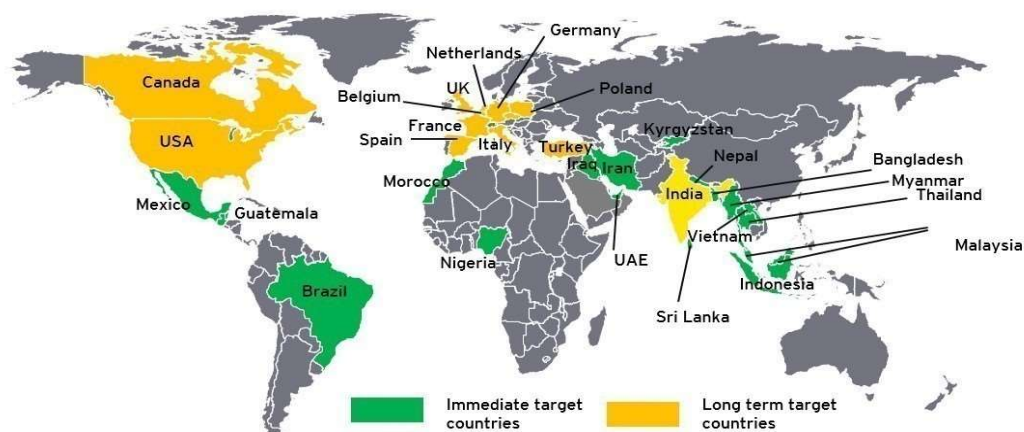 Germany
Netherlands
Canada
UK
Poland
Belgium
France
Kyrgyzstan
USA
Spain
Italy
Turkey
Nepal
Bangladesh
Iraq
Iran
Morocco
India
Myanmar
Thailand
Mexico
Guatemala
Vietnam
Nigeria
UAE
Malaysia
Brazil
Indonesia
Sri Lanka
Immediate target
countries
Long term target
countries